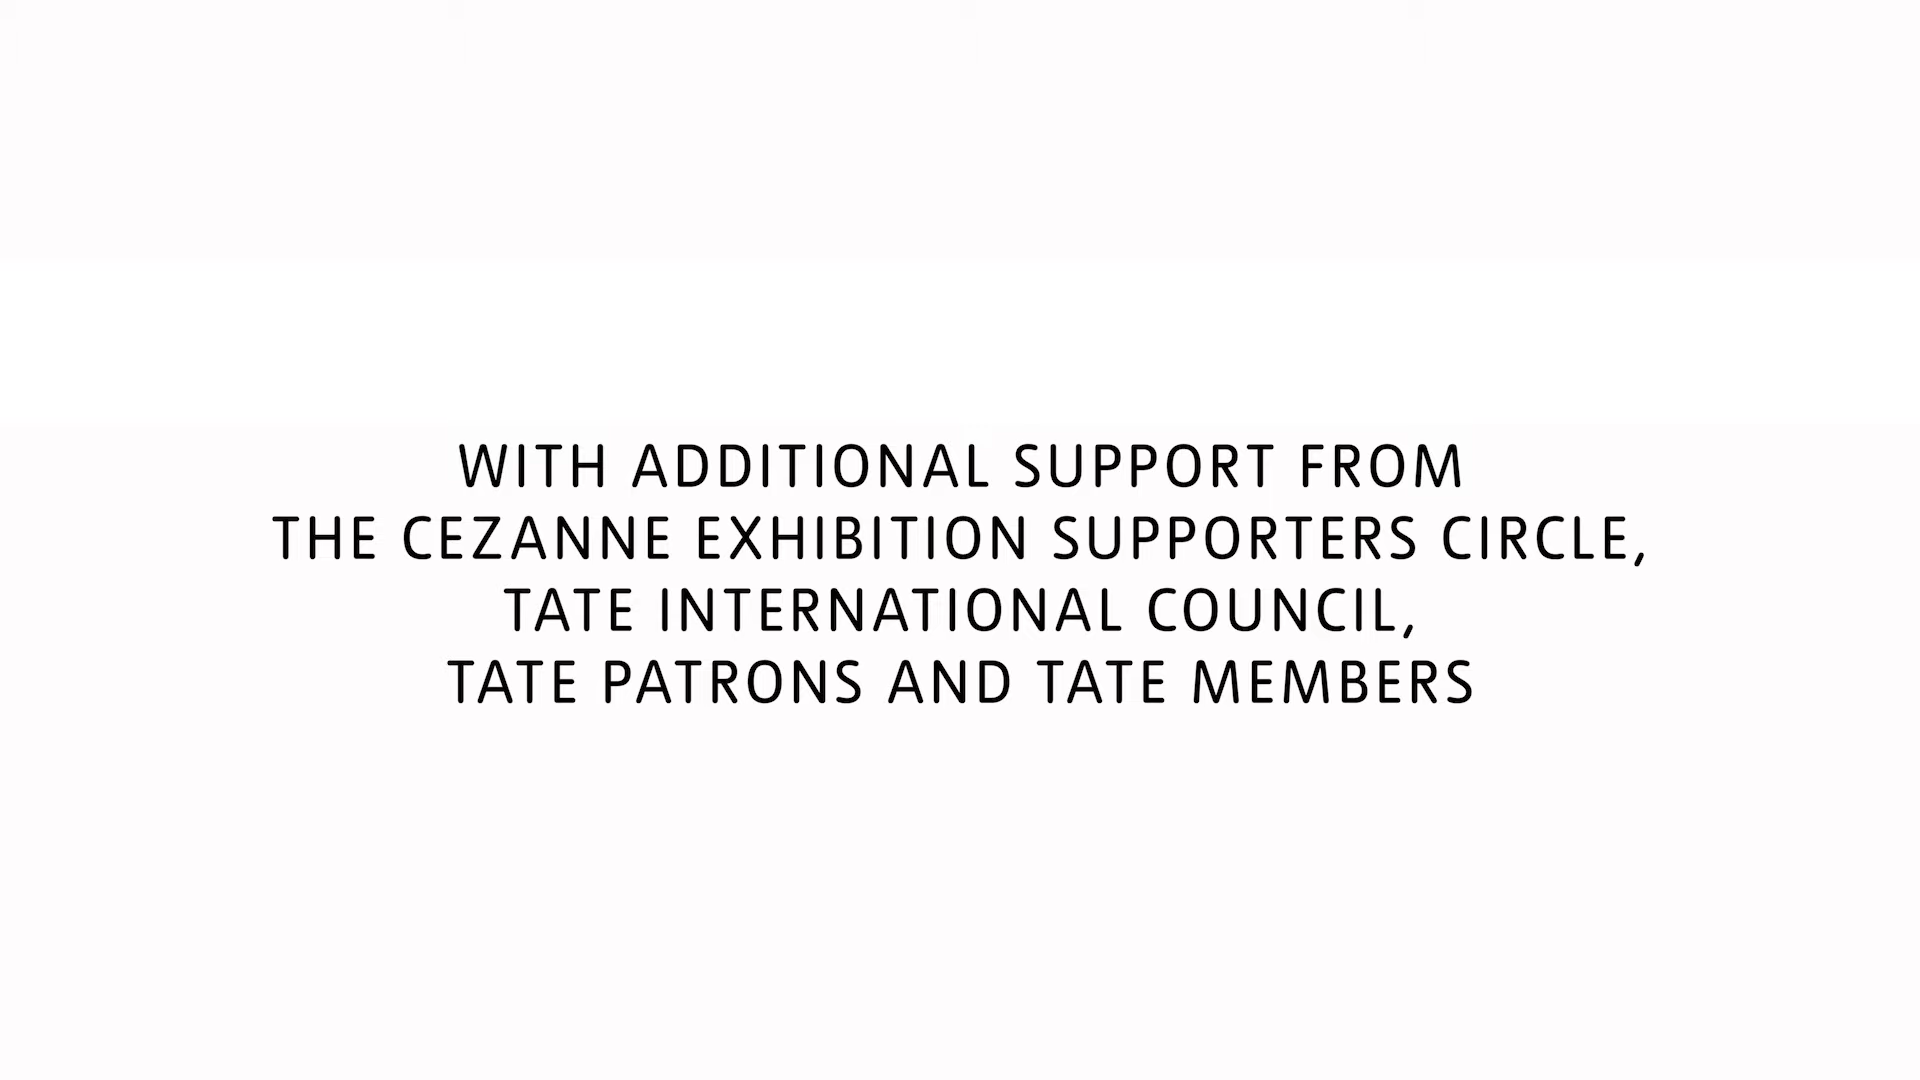 WITH ADDITIONAL SUPPORT FROM
THE CEZANNE EXHIBITION SUPPORTERS CIRCLE,
TATE INTERNATIONAL COUNCIL,
TATE PATRONS AND TATE MEMBERS